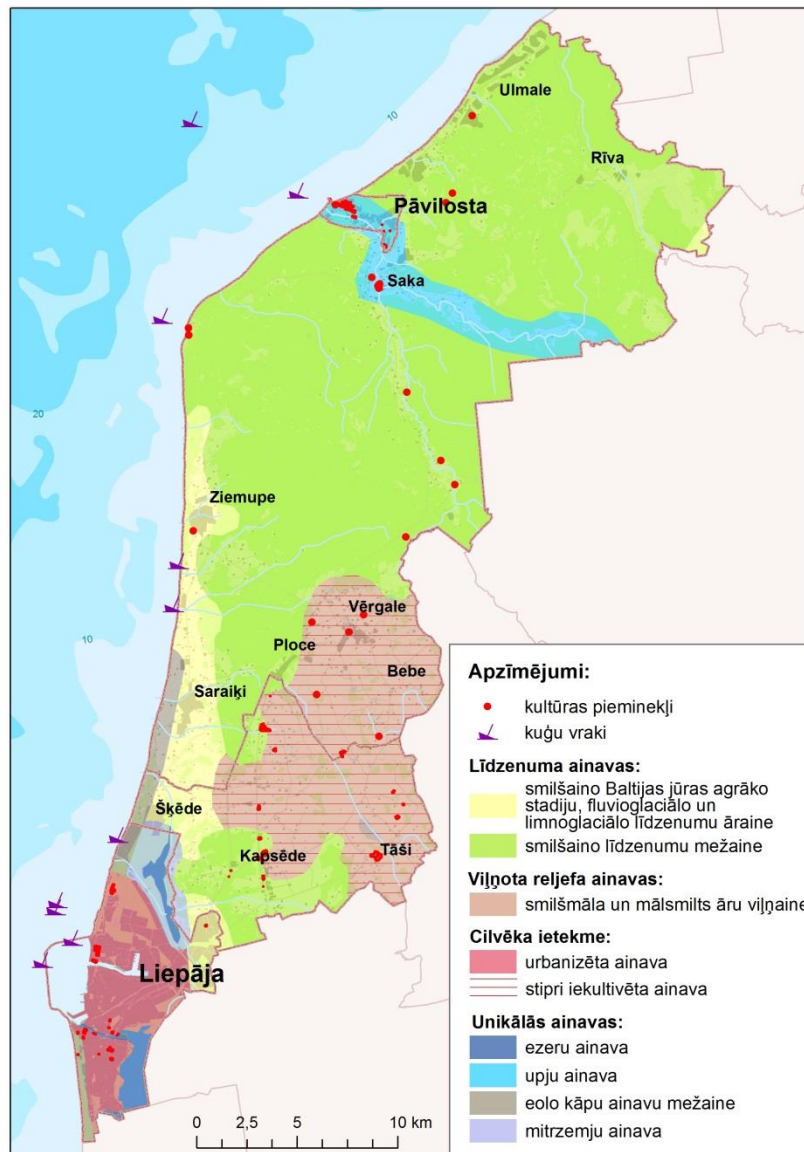 Ulmale
10
Rīva
Pāvilosta
Saka
20
Ziemupe
Vērgale
Ploce
10
Bebe
Saraiķi
Šķēde
Kapsēde
Tāši
Liepāja
0 2,5 5 10 km
Apzīmējumi:
kultūras pieminekļi
kuģu vraki
Līdzenuma ainavas:
smilšaino Baltijas jūras agrāko
stadiju, fluvioglaciālo un
limnoglaciālo līdzenumu āraine
smilšaino līdzenumu mežaine
Viļņota reljefa ainavas:
smilšmāla un mālsmilts āru viļņaine
Cilvēka ietekme:
urbanizēta ainava
stipri iekultivēta ainava
Unikālās ainavas:
ezeru ainava
upju ainava
eolo kāpu ainavu mežaine
mitrzemju ainava